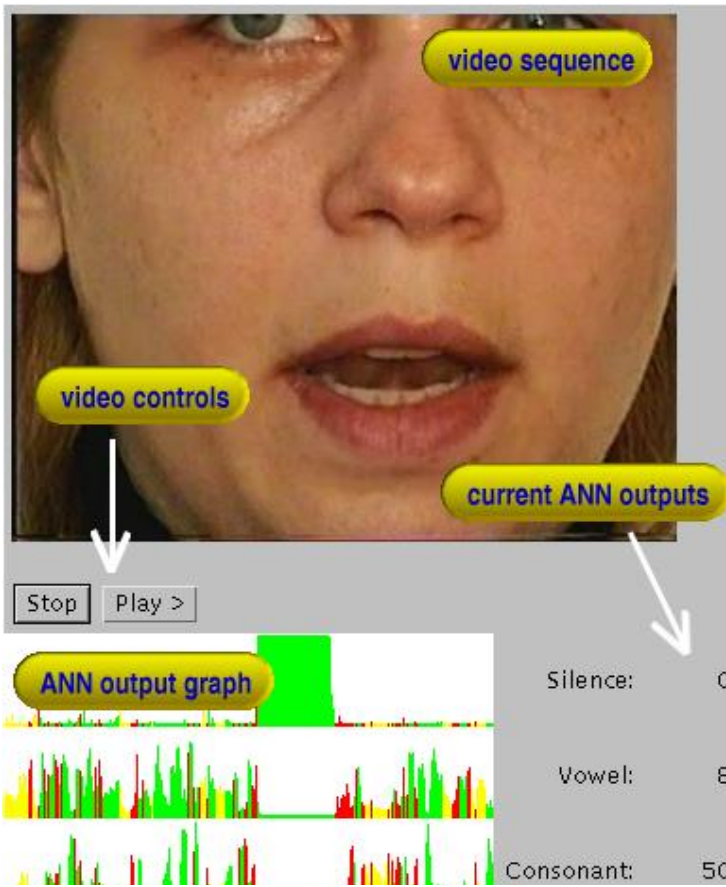 video sequence
video controls
current ANN outputs
Stop
Play >
ANN output graph
Silence:
Vowel:
Consonant: